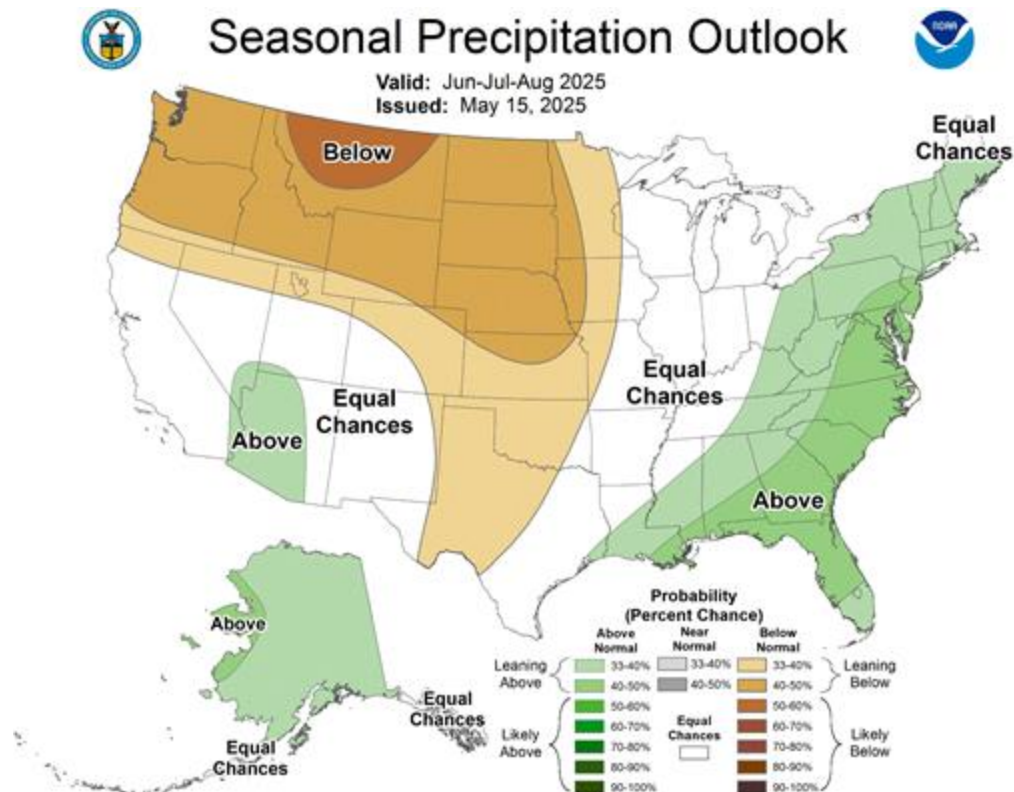 Seasonal Precipitation Outlook
NOAA
Valid: Jun-Jul-Aug 2025
Issued: May 15, 2025
Equal
Chances
Below
Equal
Chances
Equal
Chances
Above
Above
Above
Equal
Chances
Equal
Chances
Probability
(Percent Chance)
Above
Normal
Near
Normal
Below
Normal
Leaning
Above
33-40%
33-40%
33-40%
Leaning
Below
40-50%
40-50%
40-50%
Likely
Above
50-60%
60-70%
70-80%
80-90%
90-100%
Equal
Chances
50-60%
60-70%
70-80%
80-90%
90-100%
Likely
Below